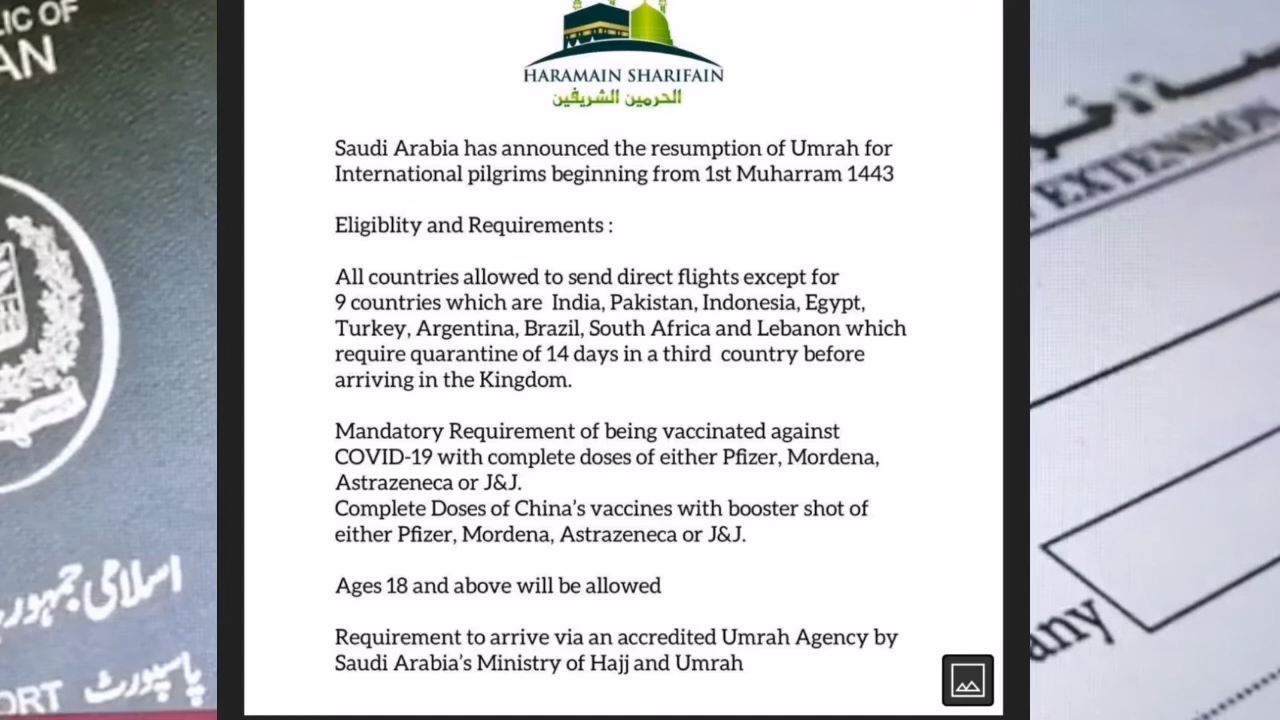 HARAMAIN SHARIFAIN
الحرمين الشريفين
Saudi Arabia has announced the resumption of Umrah for
International pilgrims beginning from 1st Muharram 1443
Eligiblity and Requirements :
All countries allowed to send direct flights except for
9 countries which are India, Pakistan, Indonesia, Egypt,
Turkey, Argentina, Brazil, South Africa and Lebanon which
require quarantine of 14 days in a third country before
arriving in the Kingdom.
Mandatory Requirement of being vaccinated against
COVID-19 with complete doses of either Pfizer, Mordena,
Astrazeneca or J&J.
Complete Doses of China's vaccines with booster shot of
either Pfizer, Mordena, Astrazeneca or J&J.
Ages 18 and above will be allowed
Requirement to arrive via an accredited Umrah Agency by
Saudi Arabia's Ministry of Hajj and Umrah
OF
اسلامی
پاسپورٹ
EXTENSION